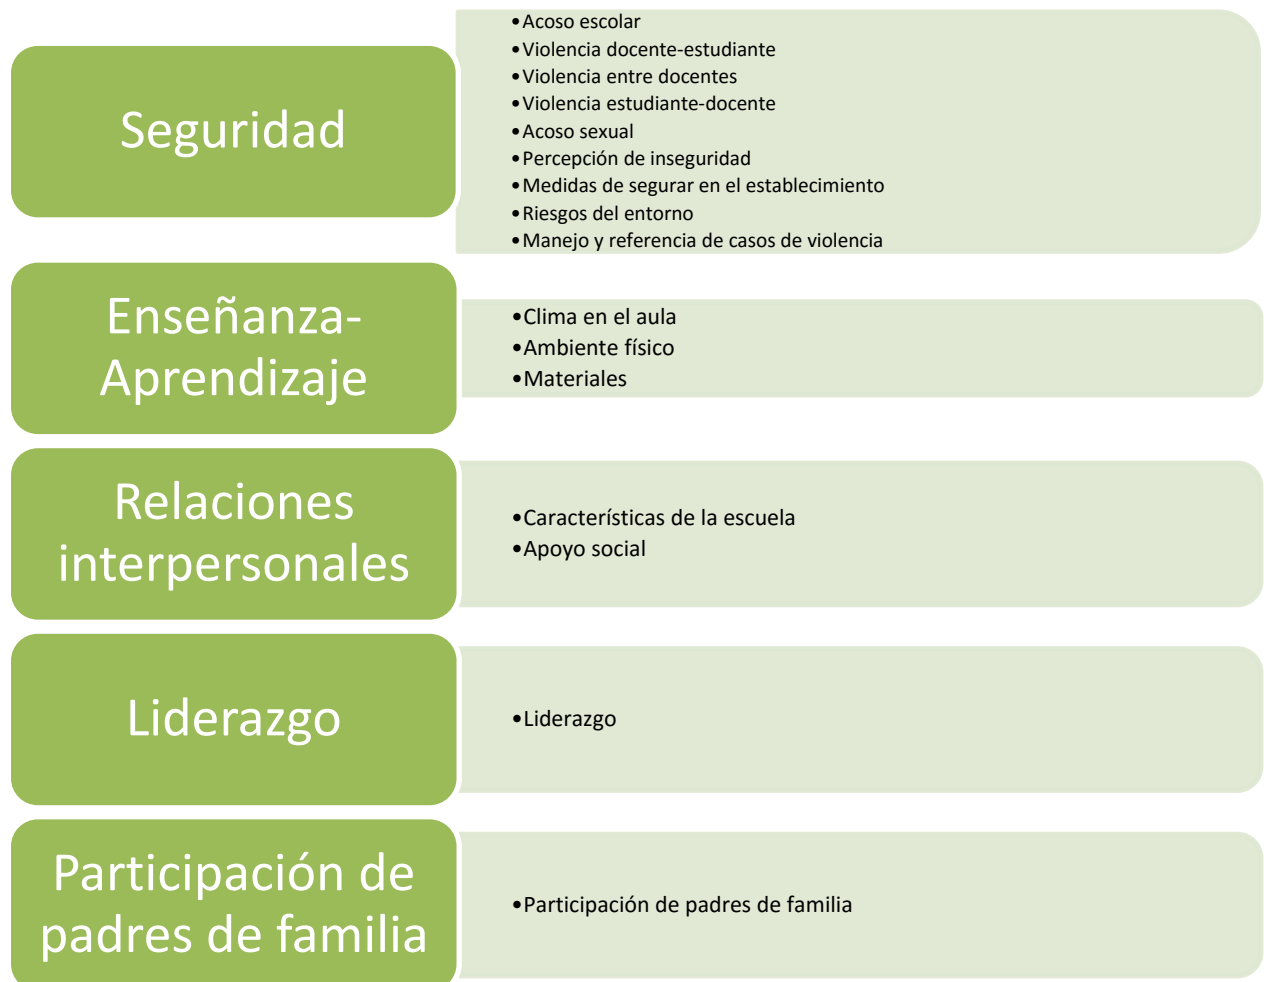 Seguridad
•Acoso escolar
•Violencia docente-estudiante
•Violencia entre docentes
•Violencia estudiante-docente
•Acoso sexual
•Percepción de inseguridad
•Medidas de segurar en el establecimiento
•Riesgos del entorno
•Manejo y referencia de casos de violencia
Enseñanza-
Aprendizaje
•Clima en el aula
•Ambiente físico
•Materiales
Relaciones
interpersonales
•Características de la escuela
•Apoyo social
Liderazgo
•Liderazgo
Participación de
padres de familia
•Participación de padres de familia